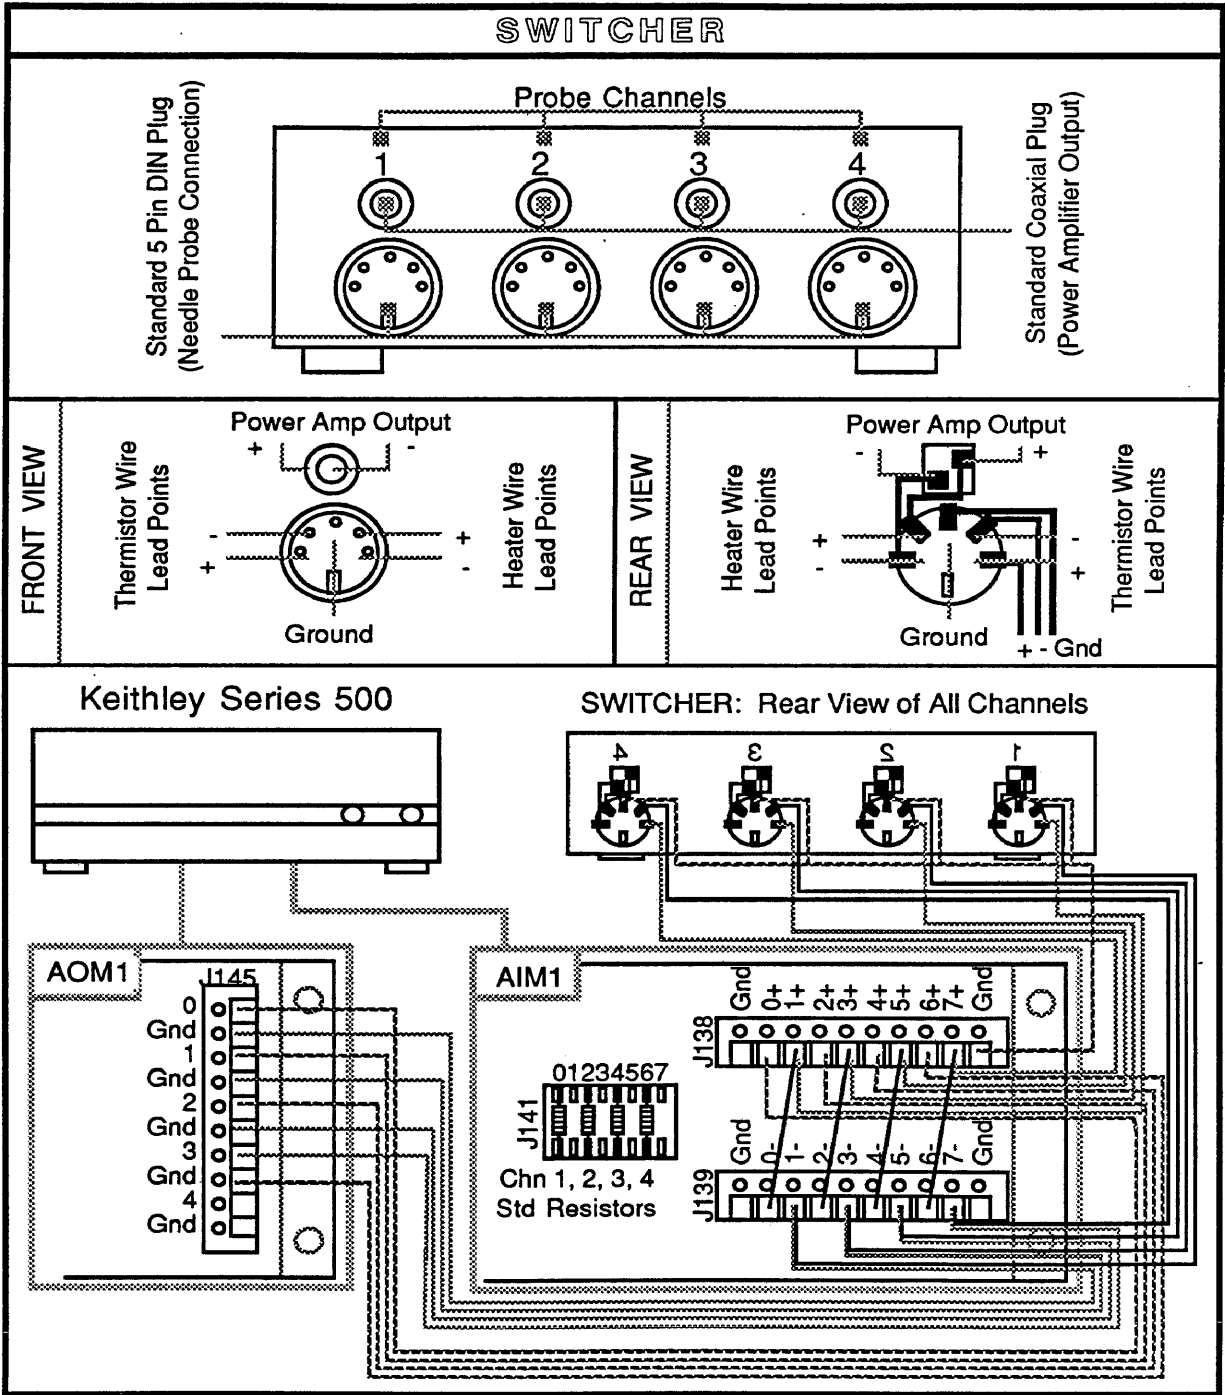 SWITCHER
Probe Channels
Standard 5 Pin DIN Plug
(Needle Probe Connection)
1 2 3 4
Standard Coaxial Plug
(Power Amplifier Output)
FRONT VIEW
Power Amp Output
+ -
Thermistor Wire
Lead Points
-
+
Heater Wire
Lead Points
+
-
Ground
REAR VIEW
Power Amp Output
- +
Heater Wire
Lead Points
+
-
Thermistor Wire
Lead Points
-
+
Ground
+ - Gnd
Keithley Series 500
SWITCHER: Rear View of All Channels
4 3 2 1
AOM1
J145
0
Gnd
1
Gnd
2
Gnd
3
Gnd
4
Gnd
AIM1
Gnd 0+ 1+ 2+ 3+ 4+ 5+ 6+ 7+ Gnd
J138
01234567
J141
Chn 1, 2, 3, 4
Std Resistors
Gnd 0- 1- 2- 3- 4- 5- 6- 7- Gnd
J139